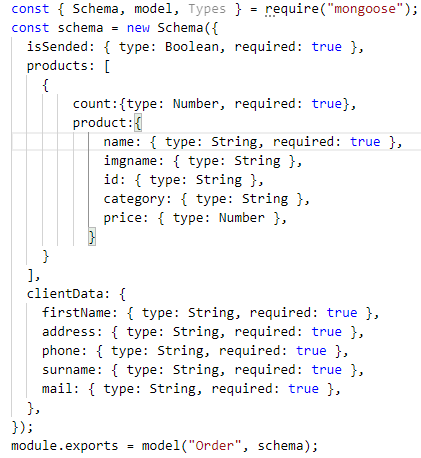 const { Schema, model, Types } = require("mongoose");
const schema = new Schema({
  isSended: { type: Boolean, required: true },
  products: [
    {
        count:{type: Number, required: true},
        product:{
            name: { type: String, required: true },
            imgname: { type: String },
            id: { type: String },
            category: { type: String },
            price: { type: Number },
          }
    }
  ],
  clientData: {
    firstName: { type: String, required: true },
    address: { type: String, required: true },
    phone: { type: String, required: true },
    surname: { type: String, required: true },
    mail: { type: String, required: true },
  },
});
module.exports = model("Order", schema);